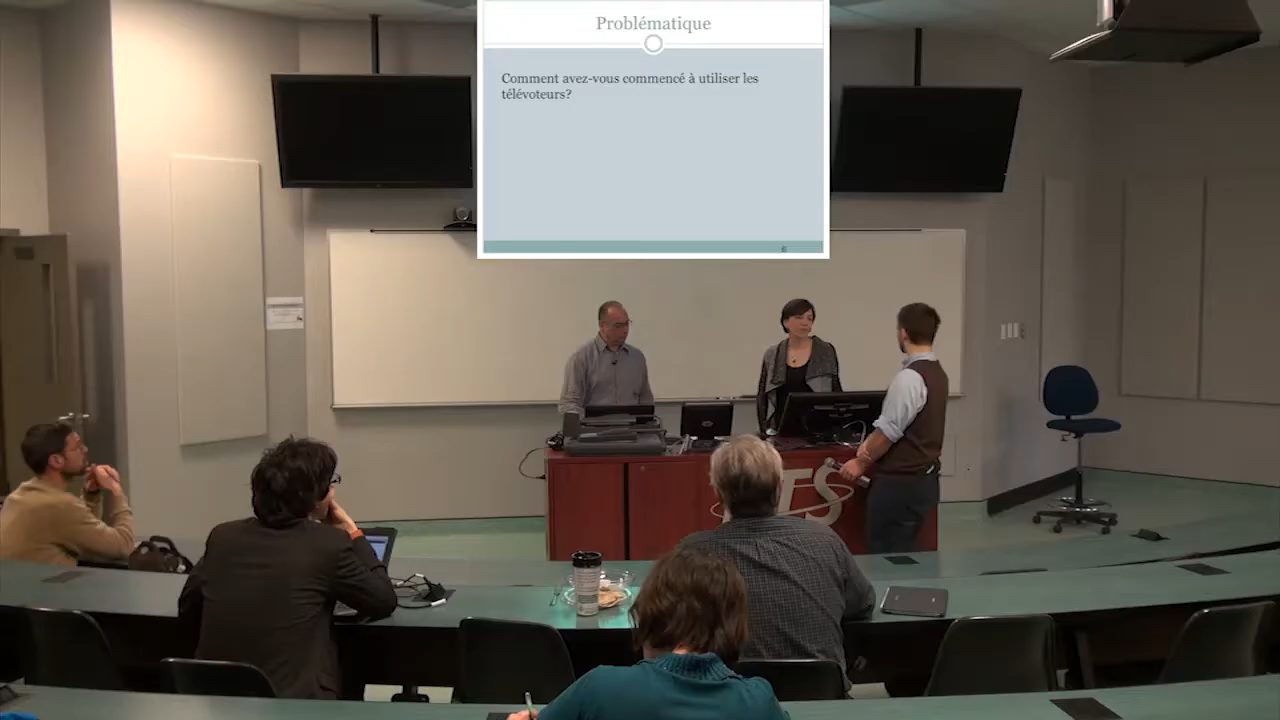 Problématique
Comment avez-vous commencé à utiliser les
télévoteurs?